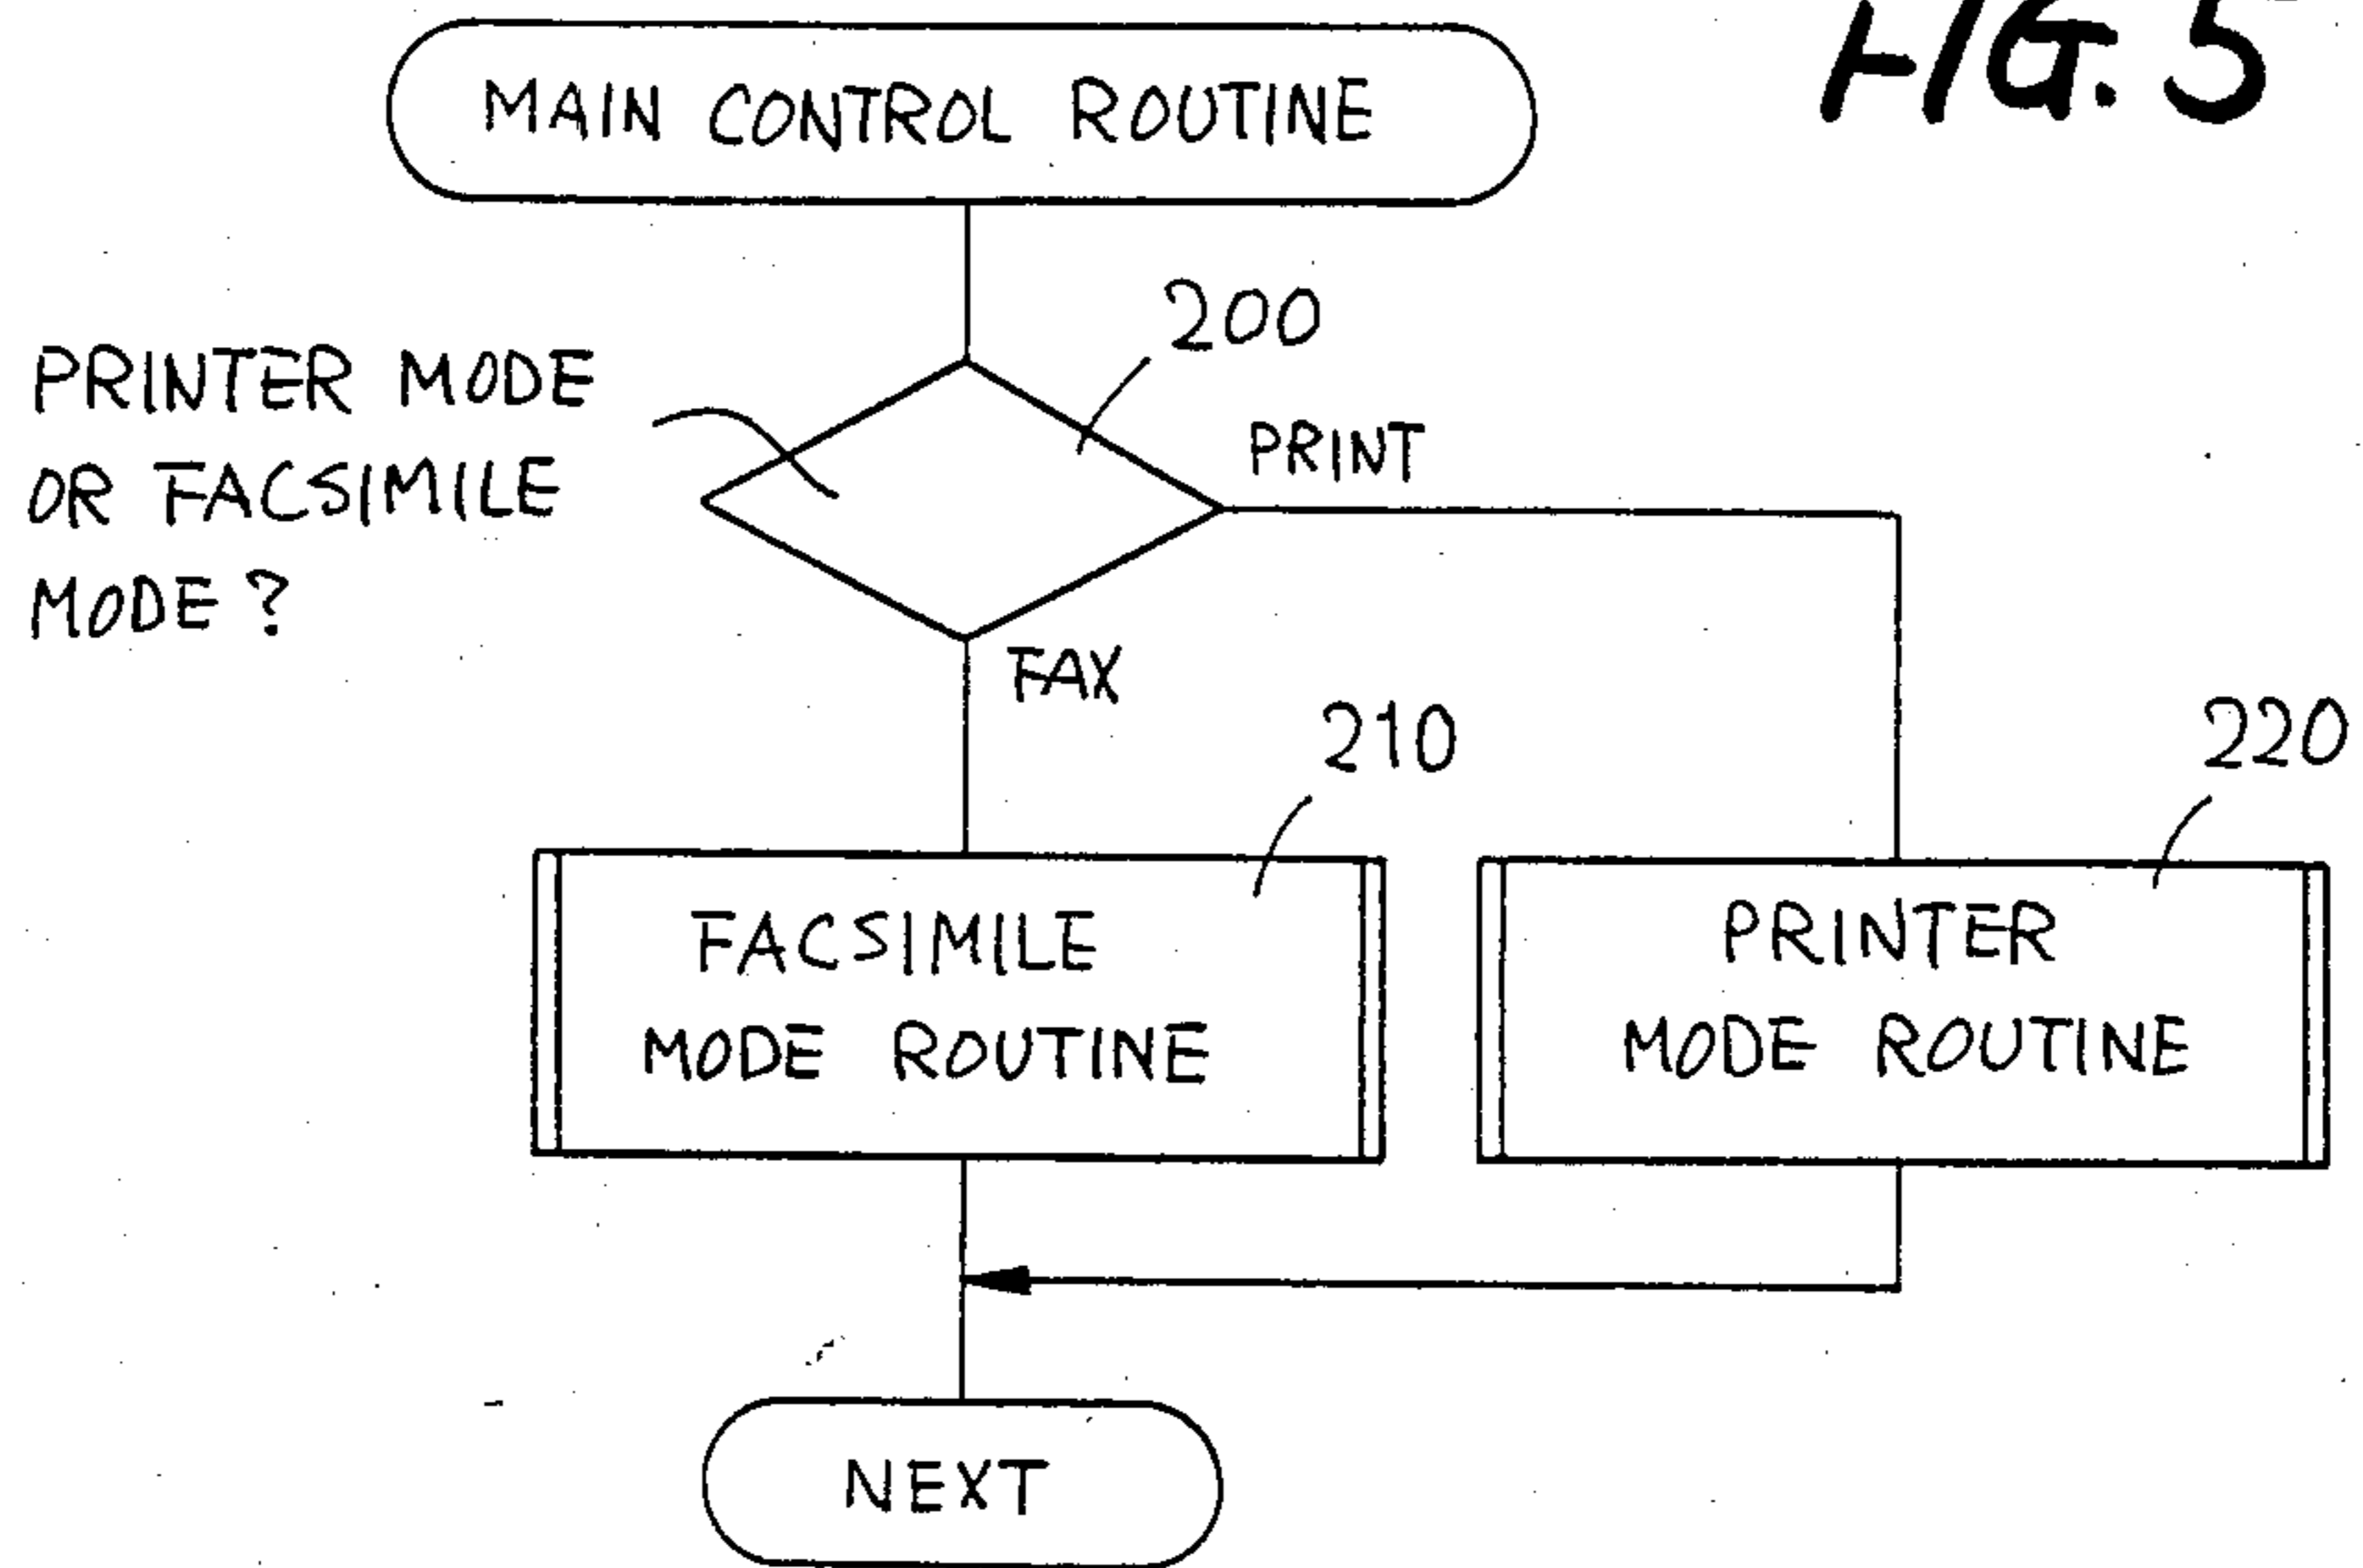 FIG. 5
MAIN CONTROL ROUTINE
200
PRINTER MODE
OR FACSIMILE
MODE?
PRINT
FAX
210
220
FACSIMILE
MODE ROUTINE
PRINTER
MODE ROUTINE
NEXT